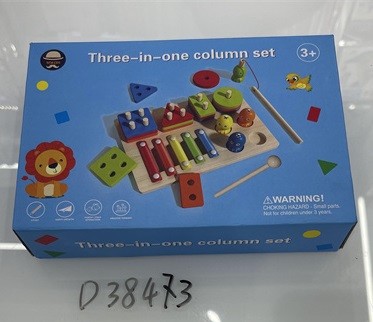 Three-in-one column set
3+
WARNING!
CHOKING HAZARD - Small parts.
Not for children under 3 years.
Three-in-one column set
D38473